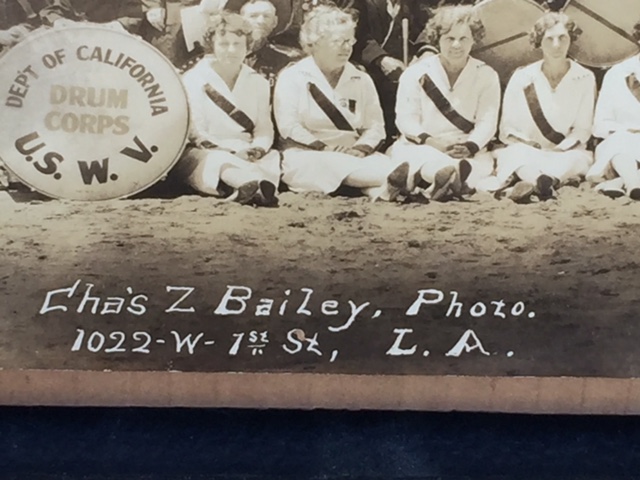 DEPT OF CALIFORNIA
DRUM
CORPS
U.S. W. V.
Cha's Z Bailey, Photo.
1022-W- 1st St, L. A.